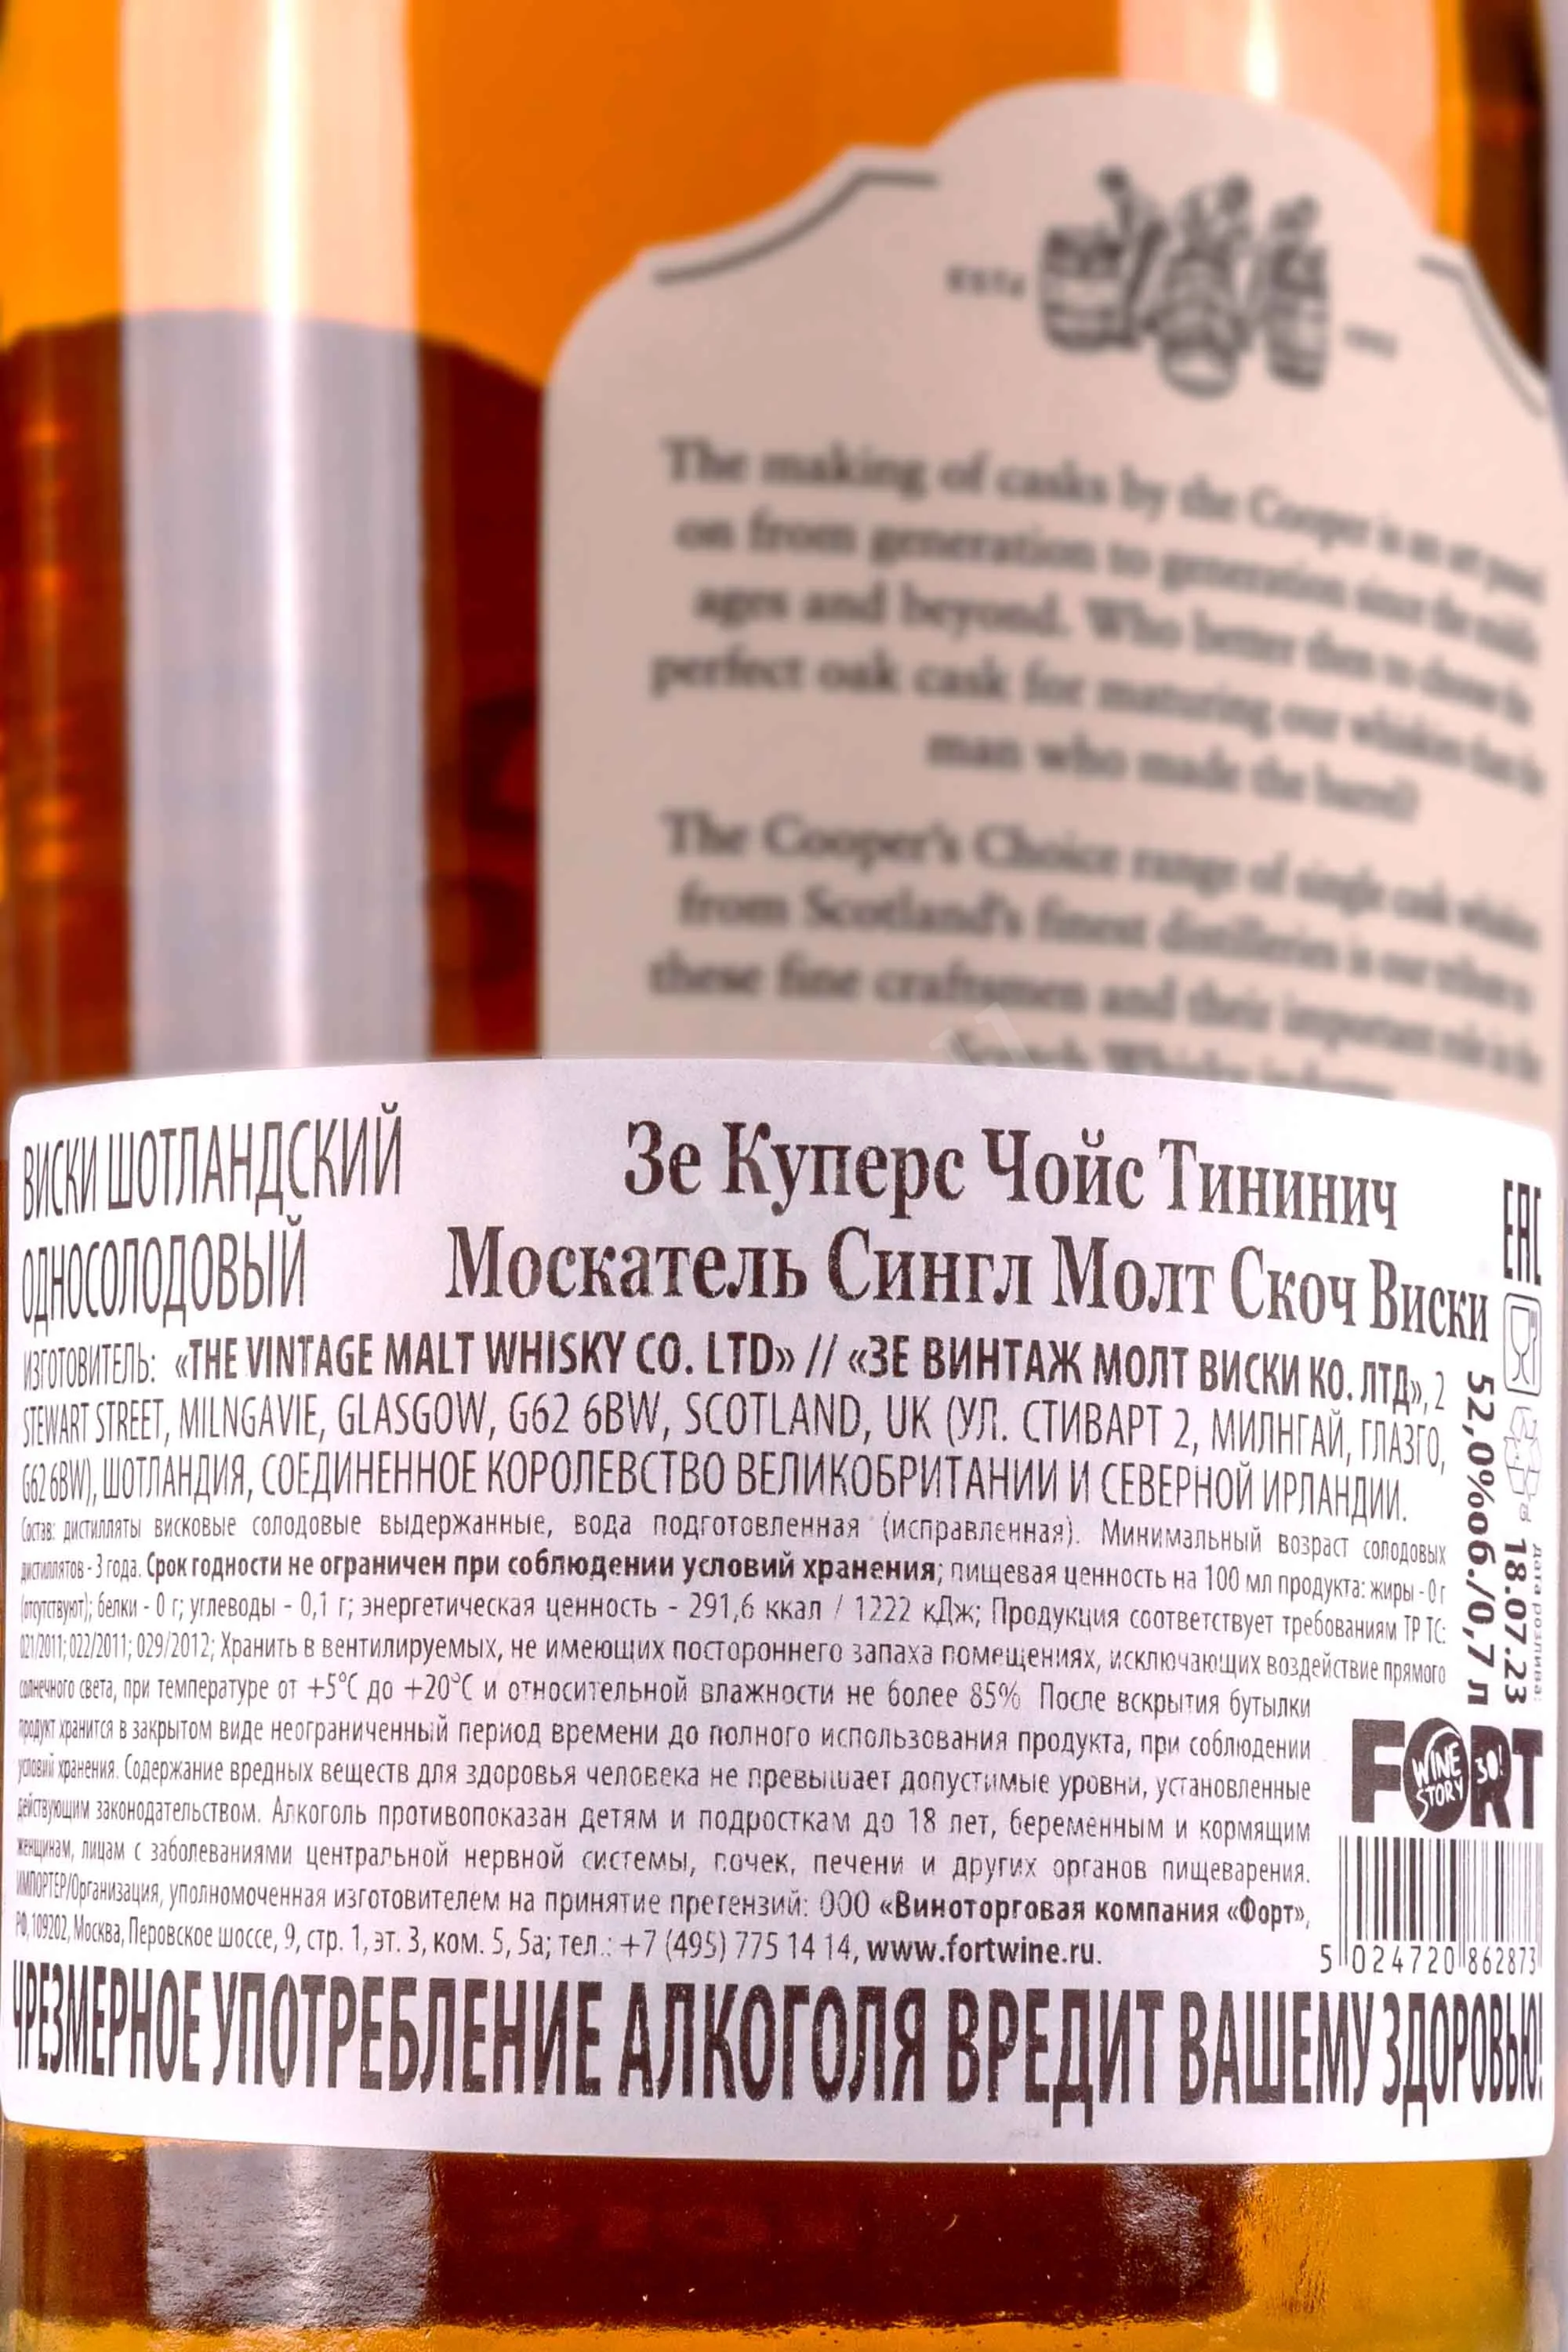 The making of casks by the Cooper is an art
on from generation to generation since the middle
ages and beyond. Who better then to choose the
perfect oak cask for maturing our whiskies than the
man who made the barrel?
The Cooper's Choice range of single cask whiskies
from Scotland's finest distilleries is our tribute to
these fine craftsmen and their important role in the
Scotch Whisky industry
ВИСКИ ШОТЛАНДСКИЙ
ОДНОСОЛОДОВЫЙ
Зе Куперс Чойс Тининич
Москатель Сингл Молт Скоч Виски
ИЗГОТОВИТЕЛЬ: «THE VINTAGE MALT WHISKY CO. LTD» // «ЗЕ ВИНТАЖ МОЛТ ВИСКИ КО. ЛТД», 2
STEWART STREET, MILNGAVIE, GLASGOW, G62 6BW, SCOTLAND, UK (УЛ. СТИВАРТ 2, МИЛНГАЙ, ГЛАЗГО,
G62 6BW), ШОТЛАНДИЯ, СОЕДИНЕННОЕ КОРОЛЕВСТВО ВЕЛИКОБРИТАНИИ И СЕВЕРНОЙ ИРЛАНДИИ.
Состав: дистилляты висковые солодовые выдержанные, вода подготовленная (исправленная). Минимальный возраст солодовых
дистиллятов - 3 года. Срок годности не ограничен при соблюдении условий хранения; пищевая ценность на 100 мл продукта: жиры - 0 г
(отсутствуют); белки - 0 г; углеводы - 0,1 г; энергетическая ценность - 291,6 ккал / 1222 кДж; Продукция соответствует требованиям ТР ТС:
021/2011; 022/2011; 029/2012; Хранить в вентилируемых, не имеющих постороннего запаха помещениях, исключающих воздействие прямого
солнечного света, при температуре от +5°С до +20°С и относительной влажности не более 85% После вскрытия бутылки
продукт хранится в закрытом виде неограниченный период времени до полного использования продукта, при соблюдении
условий хранения. Содержание вредных веществ для здоровья человека не превышает допустимые уровни, установленные
действующим законодательством. Алкоголь противопоказан детям и подросткам до 18 лет, беременным и кормящим
женщинам, лицам с заболеваниями центральной нервной системы, почек, печени и других органов пищеварения.
ИМПОРТЕР/Организация, уполномоченная изготовителем на принятие претензий: ООО «Виноторговая компания «Форт»,
РФ, 109202, Москва, Перовское шоссе, 9, стр. 1, эт. 3, ком. 5, 5а; тел.: +7 (495) 775 14 14, www.fortwine.ru.
ЕАС
52,0%об./0,7 л
дата розлива:
18.07.23
FORT
WINE STORY 30!
5 024720 862873
ЧРЕЗМЕРНОЕ УПОТРЕБЛЕНИЕ АЛКОГОЛЯ ВРЕДИТ ВАШЕМУ ЗДОРОВЬЮ!